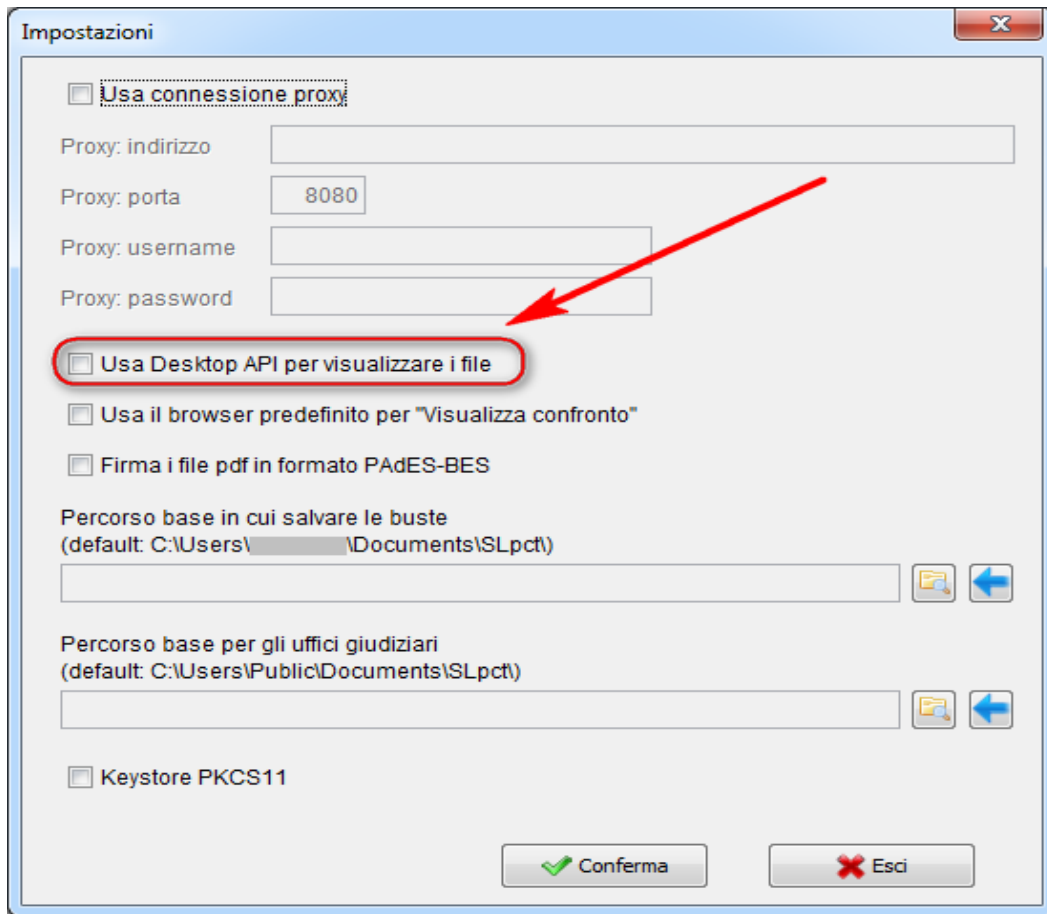 Impostazioni
Usa connessione proxy
Proxy: indirizzo
Proxy: porta 8080
Proxy: username
Proxy: password
Usa Desktop API per visualizzare i file
Usa il browser predefinito per "Visualizza confronto"
Firma i file pdf in formato PAdES-BES
Percorso base in cui salvare le buste
(default: C:\Users\ \Documents\SLpct\)
Percorso base per gli uffici giudiziari
(default: C:\Users\Public\Documents\SLpct\)
Keystore PKCS11
Conferma Esci